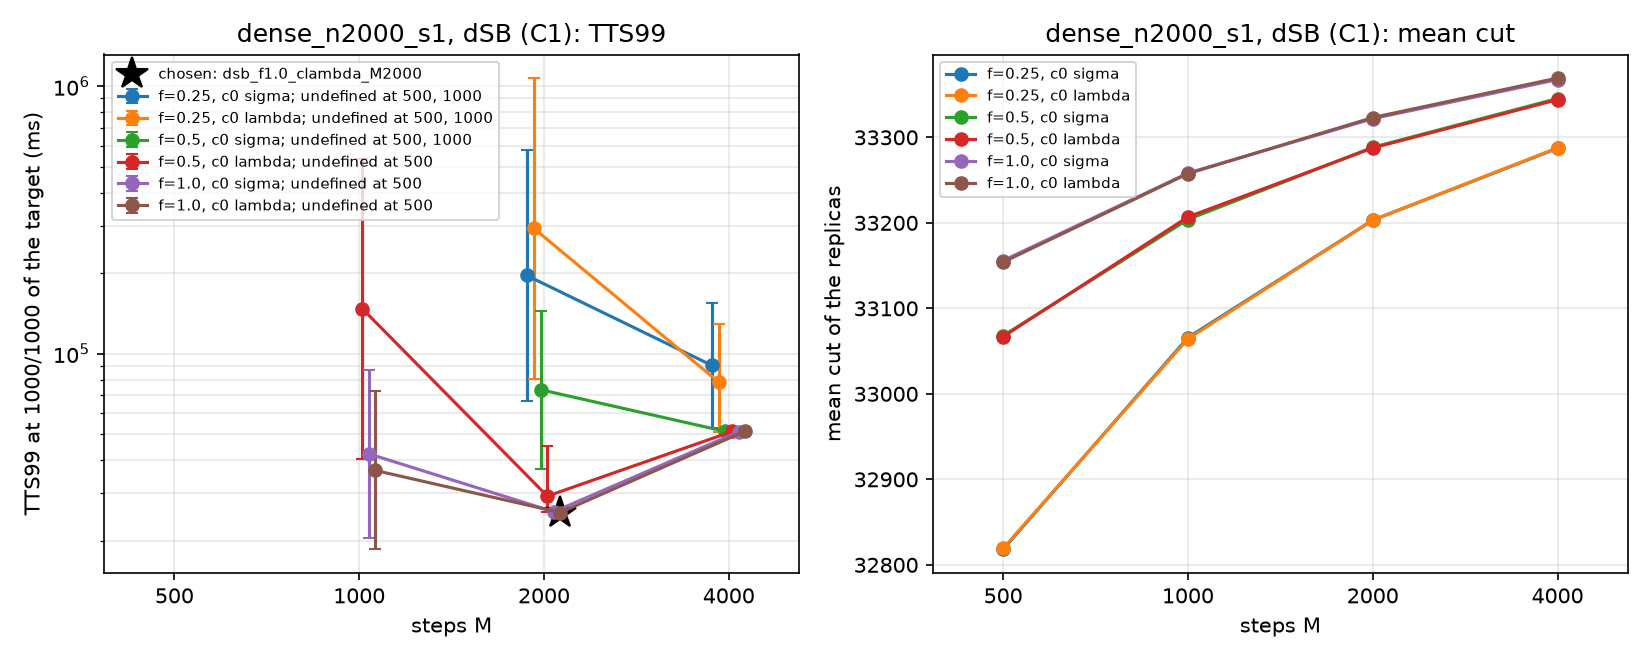 dense_n2000_s1, dSB (C1): TTS99
TTS99 at 1000/1000 of the target (ms)
10^6
10^5
chosen: dsb_f1.0_clambda_M2000
f=0.25, c0 sigma; undefined at 500, 1000
f=0.25, c0 lambda; undefined at 500, 1000
f=0.5, c0 sigma; undefined at 500, 1000
f=0.5, c0 lambda; undefined at 500
f=1.0, c0 sigma; undefined at 500
f=1.0, c0 lambda; undefined at 500
500 1000 2000 4000
steps M
dense_n2000_s1, dSB (C1): mean cut
mean cut of the replicas
33300
33200
33100
33000
32900
32800
f=0.25, c0 sigma
f=0.25, c0 lambda
f=0.5, c0 sigma
f=0.5, c0 lambda
f=1.0, c0 sigma
f=1.0, c0 lambda
500 1000 2000 4000
steps M